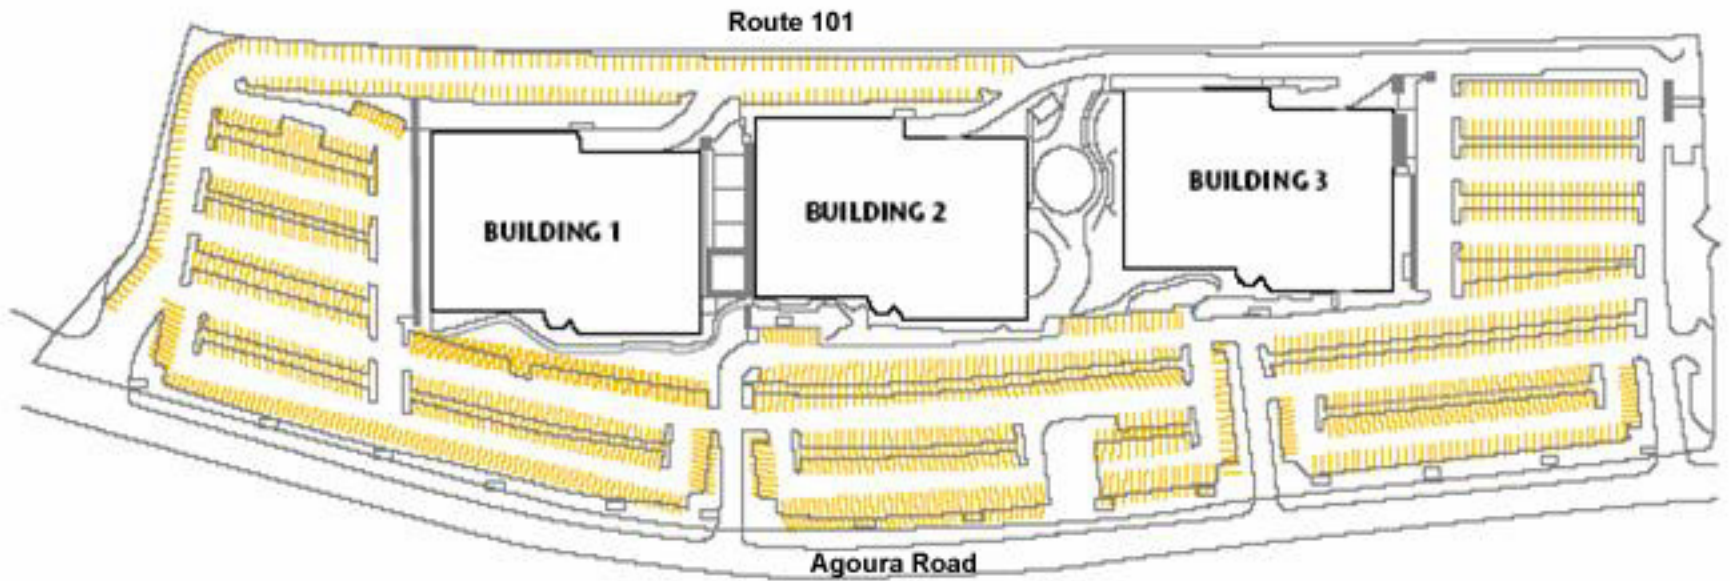 Route 101
BUILDING 1
BUILDING 2
BUILDING 3
Agoura Road